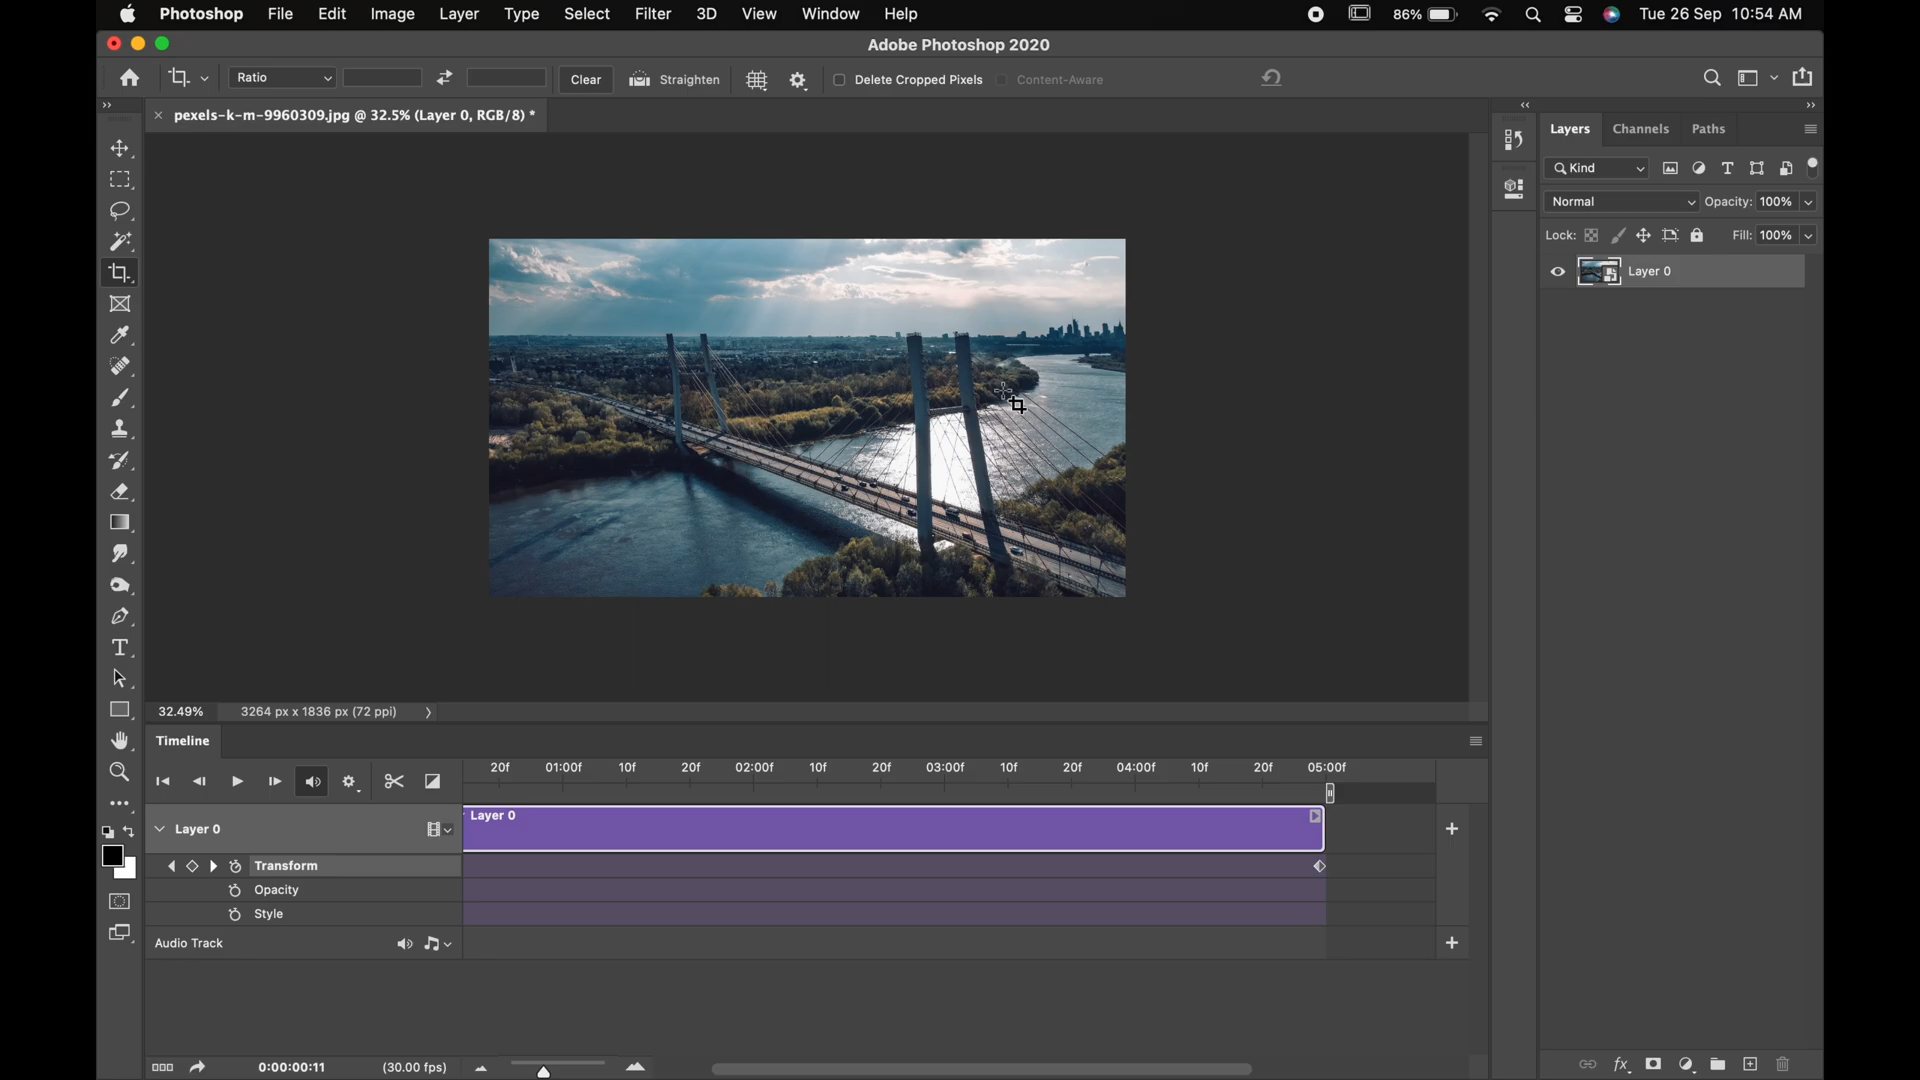 Photoshop File Edit Image Layer Type Select Filter 3D View Window Help 86% Tue 26 Sep 10:54 AM
Adobe Photoshop 2020
Ratio Clear Straighten Delete Cropped Pixels Content-Aware
pexels-k-m-9960309.jpg @ 32.5% (Layer 0, RGB/8) *
Layers Channels Paths
Kind
Normal Opacity: 100%
Lock: Fill: 100%
Layer 0
32.49% 3264 px x 1836 px (72 ppi)
Timeline
20f 01:00f 10f 20f 02:00f 10f 20f 03:00f 10f 20f 04:00f 10f 20f 05:00f
Layer 0 Layer 0
Transform
Opacity
Style
Audio Track
0:00:00:11 (30.00 fps)